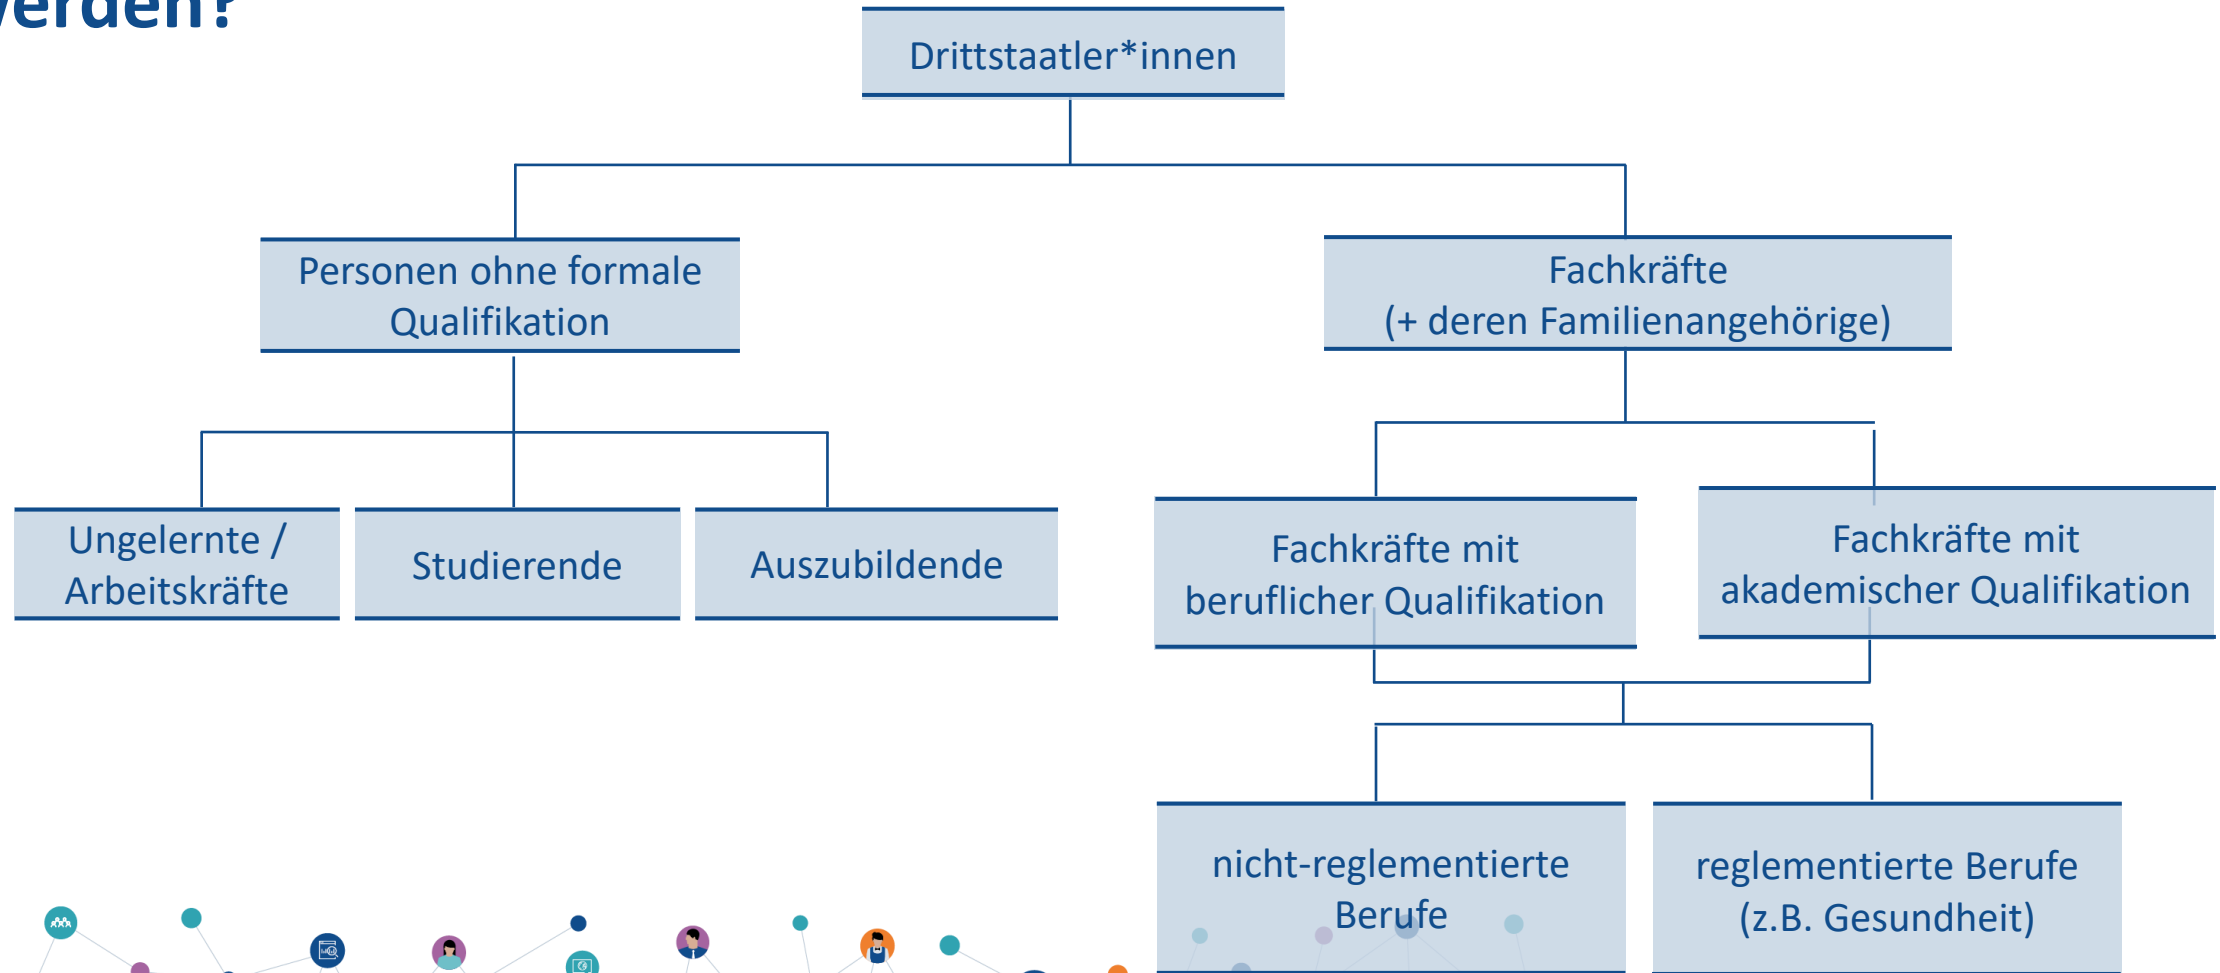 werden?
Drittstaatler*innen
Personen ohne formale
Qualifikation
Fachkräfte
(+ deren Familienangehörige)
Ungelernte /
Arbeitskräfte
Studierende
Auszubildende
Fachkräfte mit
beruflicher Qualifikation
Fachkräfte mit
akademischer Qualifikation
nicht-reglementierte
Berufe
reglementierte Berufe
(z.B. Gesundheit)